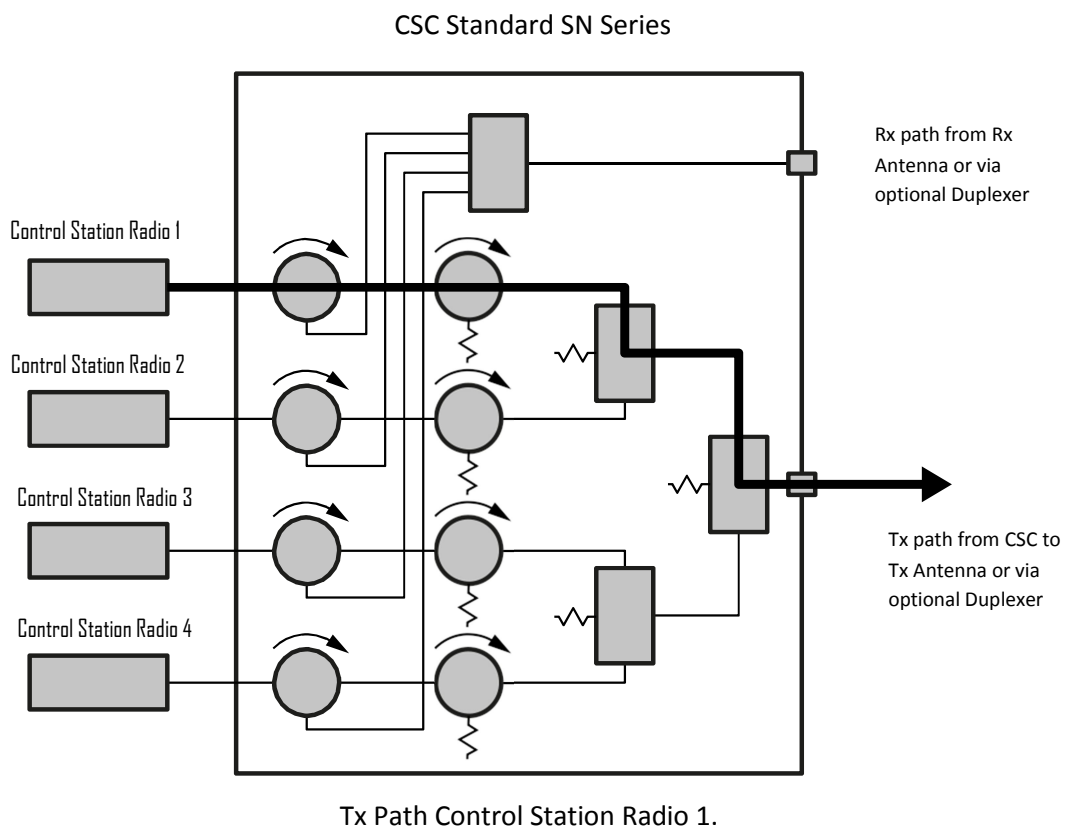 CSC Standard SN Series
Rx path from Rx
Antenna or via
optional Duplexer
Control Station Radio 1
Control Station Radio 2
Control Station Radio 3
Control Station Radio 4
Tx path from CSC to
Tx Antenna or via
optional Duplexer
Tx Path Control Station Radio 1.